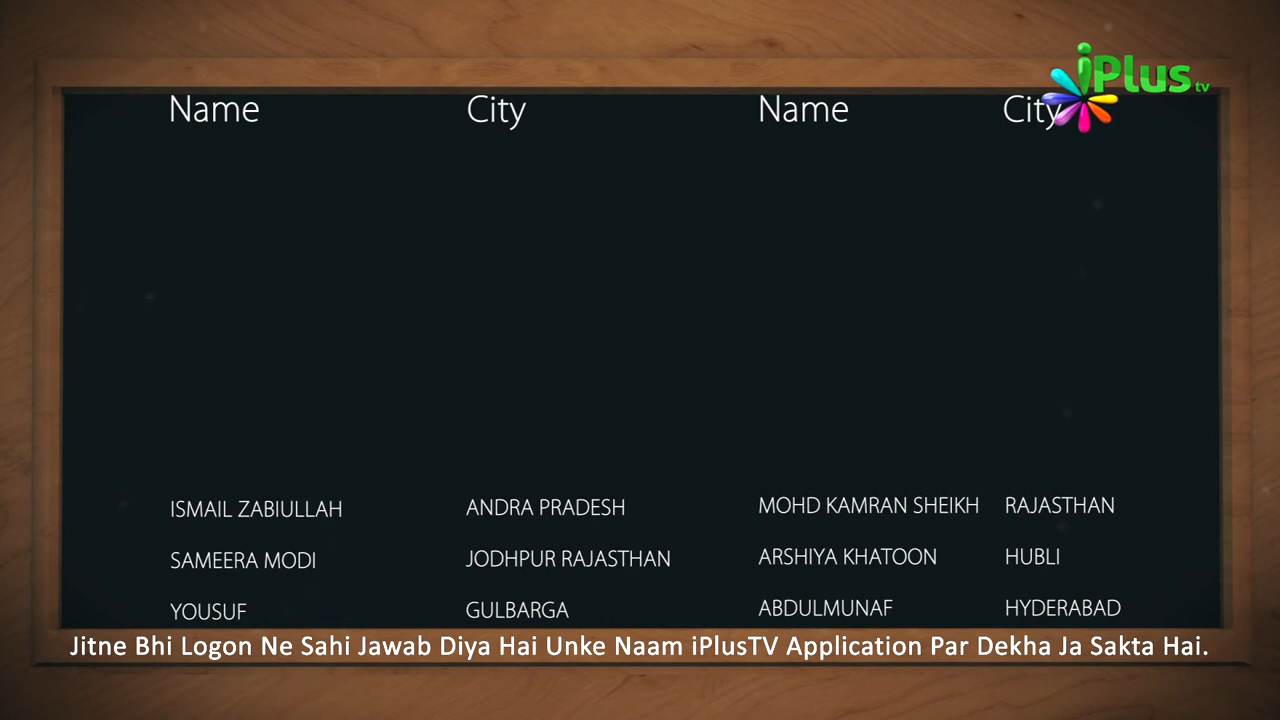 iPlus tv
Name City Name City
ISMAIL ZABIULLAH ANDRA PRADESH MOHD KAMRAN SHEIKH RAJASTHAN
SAMEERA MODI JODHPUR RAJASTHAN ARSHIYA KHATOON HUBLI
YOUSUF GULBARGA ABDULMUNAF HYDERABAD
Jitne Bhi Logon Ne Sahi Jawab Diya Hai Unke Naam iPlusTV Application Par Dekha Ja Sakta Hai.